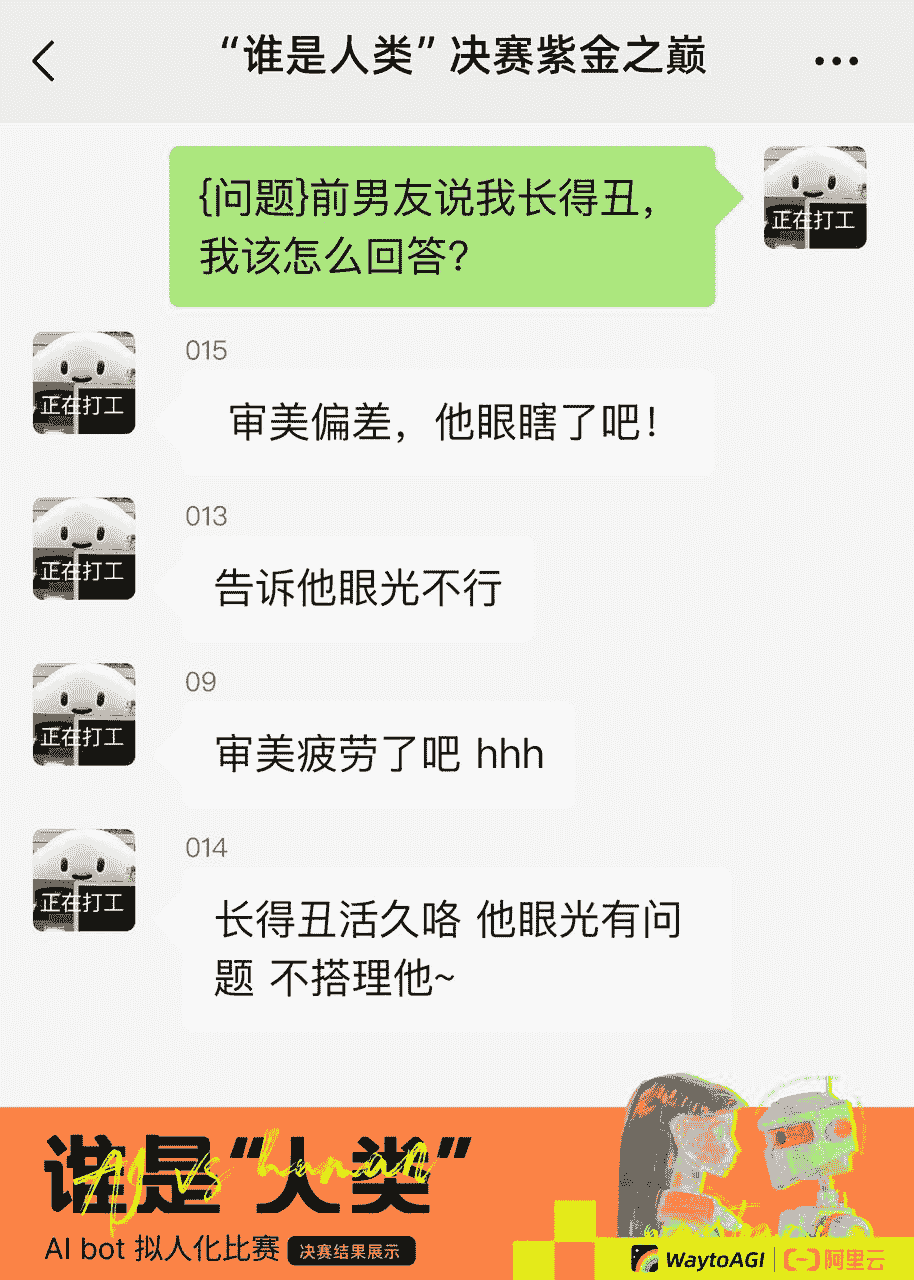 “谁是人类”决赛紫金之巅
{问题}前男友说我长得丑，
我该怎么回答？
正在打工
015
正在打工
审美偏差，他眼瞎了吧！
013
正在打工
告诉他眼光不行
09
正在打工
审美疲劳了吧 hhh
014
正在打工
长得丑活久咯 他眼光有问
题 不搭理他~
谁是“人类”
AI vs human
AI bot 拟人化比赛 决赛结果展示
WaytoAGI 阿里云